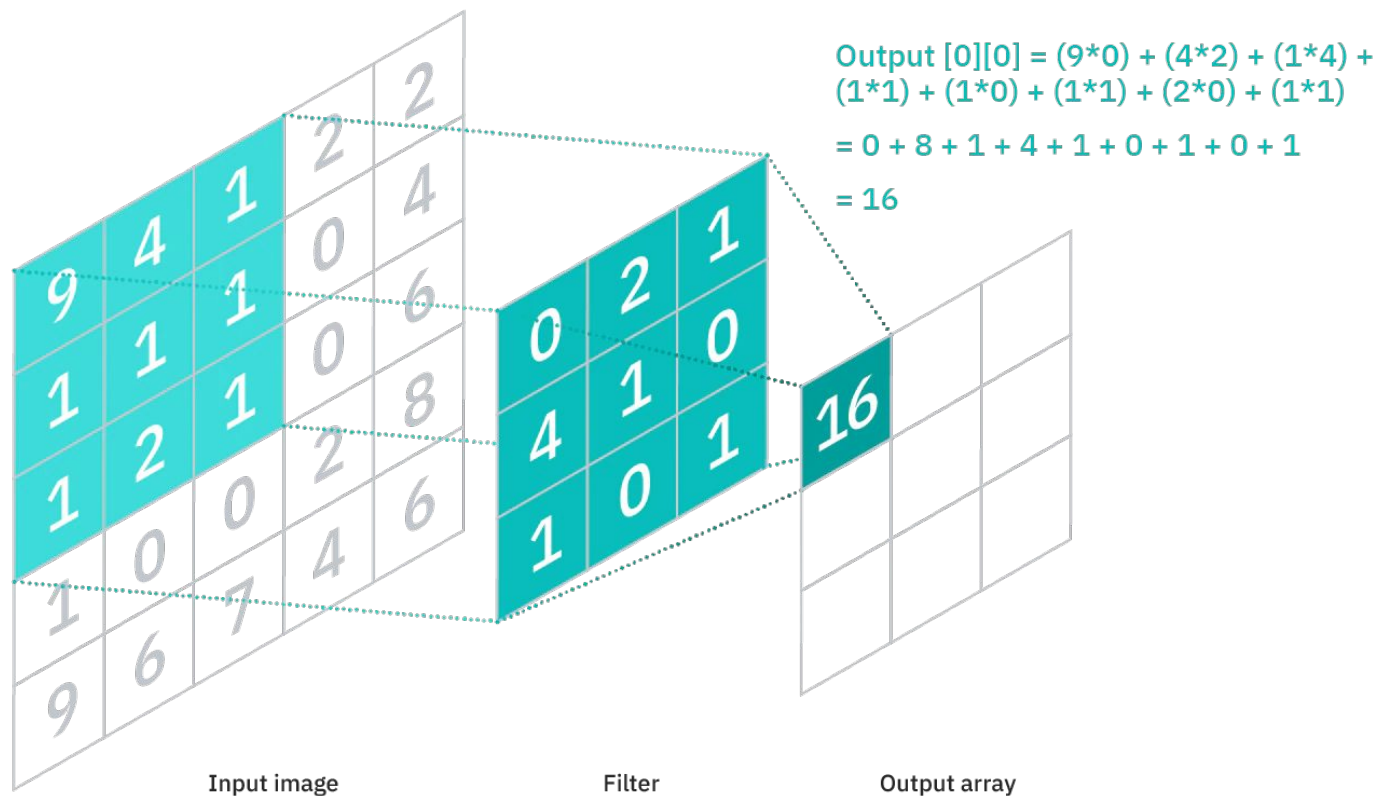 Output [0][0] = (9*0) + (4*2) + (1*4) +
(1*1) + (1*0) + (1*1) + (2*0) + (1*1)
= 0 + 8 + 1 + 4 + 1 + 0 + 1 + 0 + 1
= 16
9 4 1 2 2
1 1 1 0 4
1 2 1 0 6
1 0 0 2 8
9 6 7 4 6
0 2 1
4 1 0
1 0 1
16
Input image
Filter
Output array